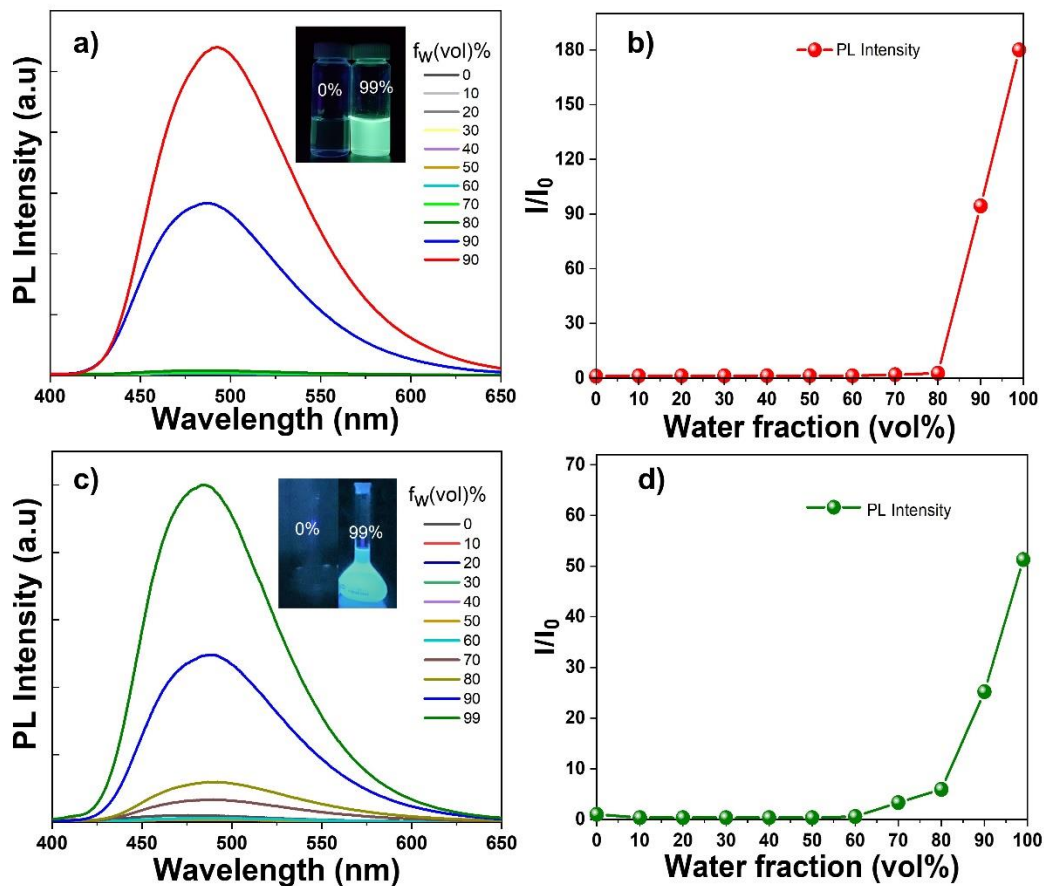 a)
PL Intensity (a.u)
0%
99%
fW(vol)%
0
10
20
30
40
50
60
70
80
90
90
400 450 500 550 600 650
Wavelength (nm)
b)
PL Intensity
I/I0
180
150
120
90
60
30
0
0 10 20 30 40 50 60 70 80 90 100
Water fraction (vol%)
c)
PL Intensity (a.u)
0%
99%
fW(vol)%
0
10
20
30
40
50
60
70
80
90
99
400 450 500 550 600 650
Wavelength (nm)
d)
PL Intensity
I/I0
70
60
50
40
30
20
10
0
0 10 20 30 40 50 60 70 80 90 100
Water fraction (vol%)